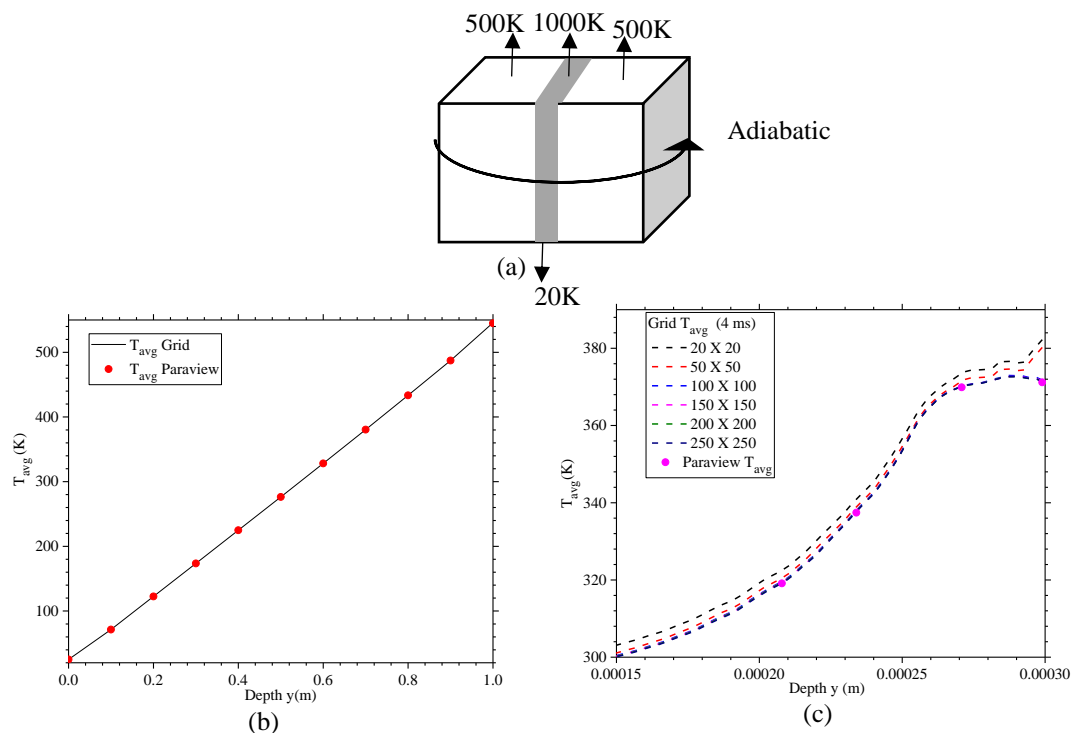 500K 1000K 500K
Adiabatic
(a)
20K
T_avg Grid
T_avg Paraview
500
400
300
200
100
T_avg (K)
0.0 0.2 0.4 0.6 0.8 1.0
Depth y(m)
(b)
Grid T_avg (4 ms)
20 X 20
50 X 50
100 X 100
150 X 150
200 X 200
250 X 250
Paraview T_avg
380
360
340
320
300
T_avg(K)
0.00015 0.00020 0.00025 0.00030
Depth y (m)
(c)